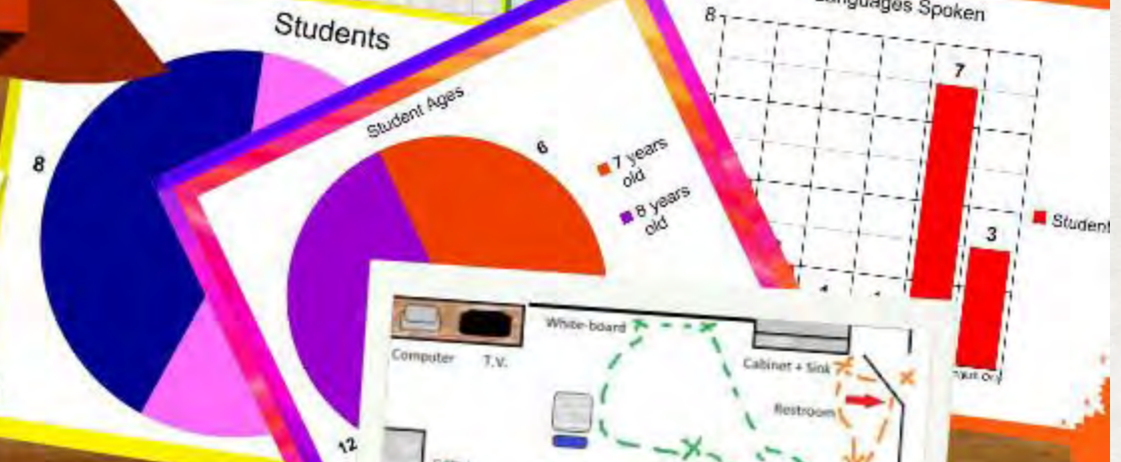 Students
8
Student Ages
6
7 years
old
8 years
old
12
Languages Spoken
8
7
3
Student
White-board
Computer
T.V.
Cabinet + Sink
Restroom